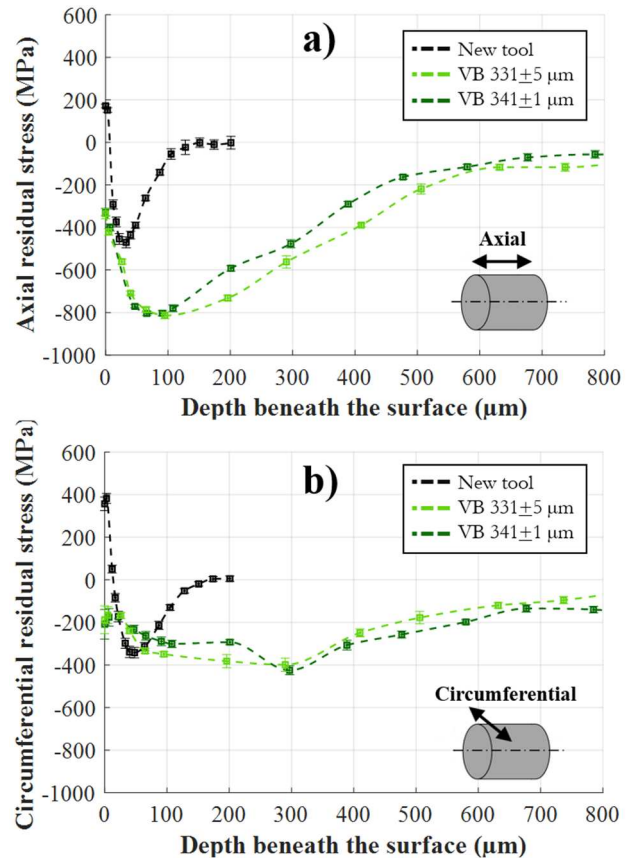 a)
Axial residual stress (MPa)
600
400
200
0
-200
-400
-600
-800
-1000
New tool
VB 331±5 μm
VB 341±1 μm
Axial
0 100 200 300 400 500 600 700 800
Depth beneath the surface (μm)
b)
Circumferential residual stress (MPa)
600
400
200
0
-200
-400
-600
-800
-1000
New tool
VB 331±5 μm
VB 341±1 μm
Circumferential
0 100 200 300 400 500 600 700 800
Depth beneath the surface (μm)